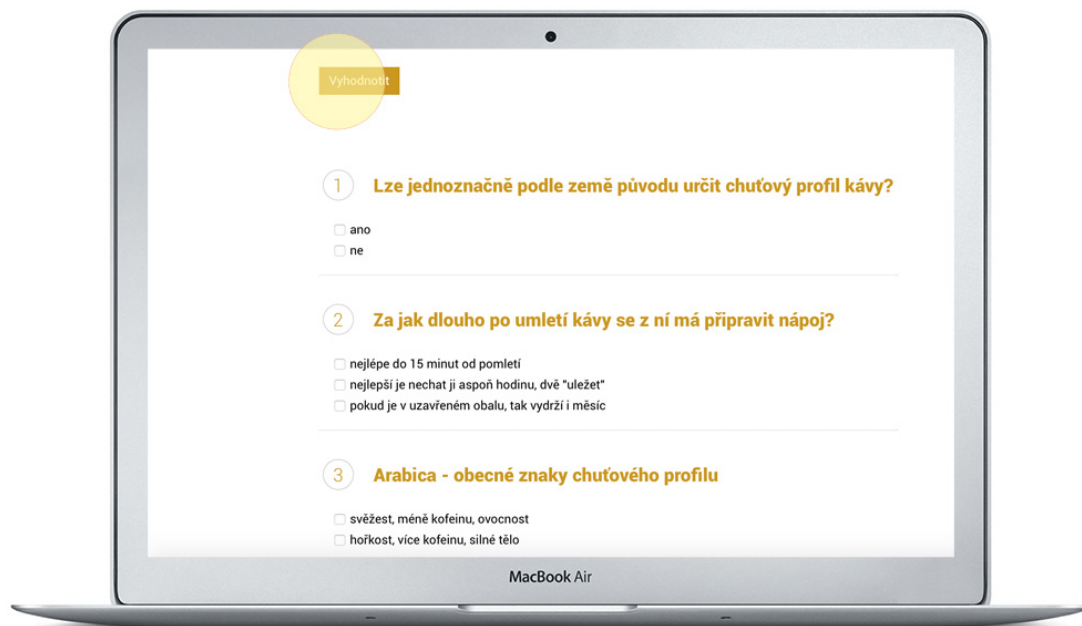 Vyhodnotit
1 Lze jednoznačně podle země původu určit chuťový profil kávy?
ano
ne
2 Za jak dlouho po umletí kávy se z ní má připravit nápoj?
nejlépe do 15 minut od pomletí
nejlepší je nechat ji aspoň hodinu, dvě "uležet"
pokud je v uzavřeném obalu, tak vydrží i měsíc
3 Arabica - obecné znaky chuťového profilu
svěžest, méně kofeinu, ovocnost
hořkost, více kofeinu, silné tělo
MacBook Air